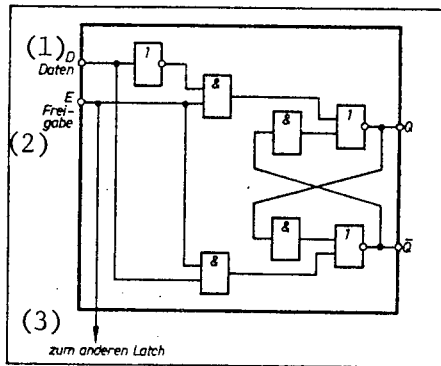 (1) D
Daten
1
&
E
Frei-
gabe
(2)
&
1
Q
&
1
Q̅
&
(3)
zum anderen Latch